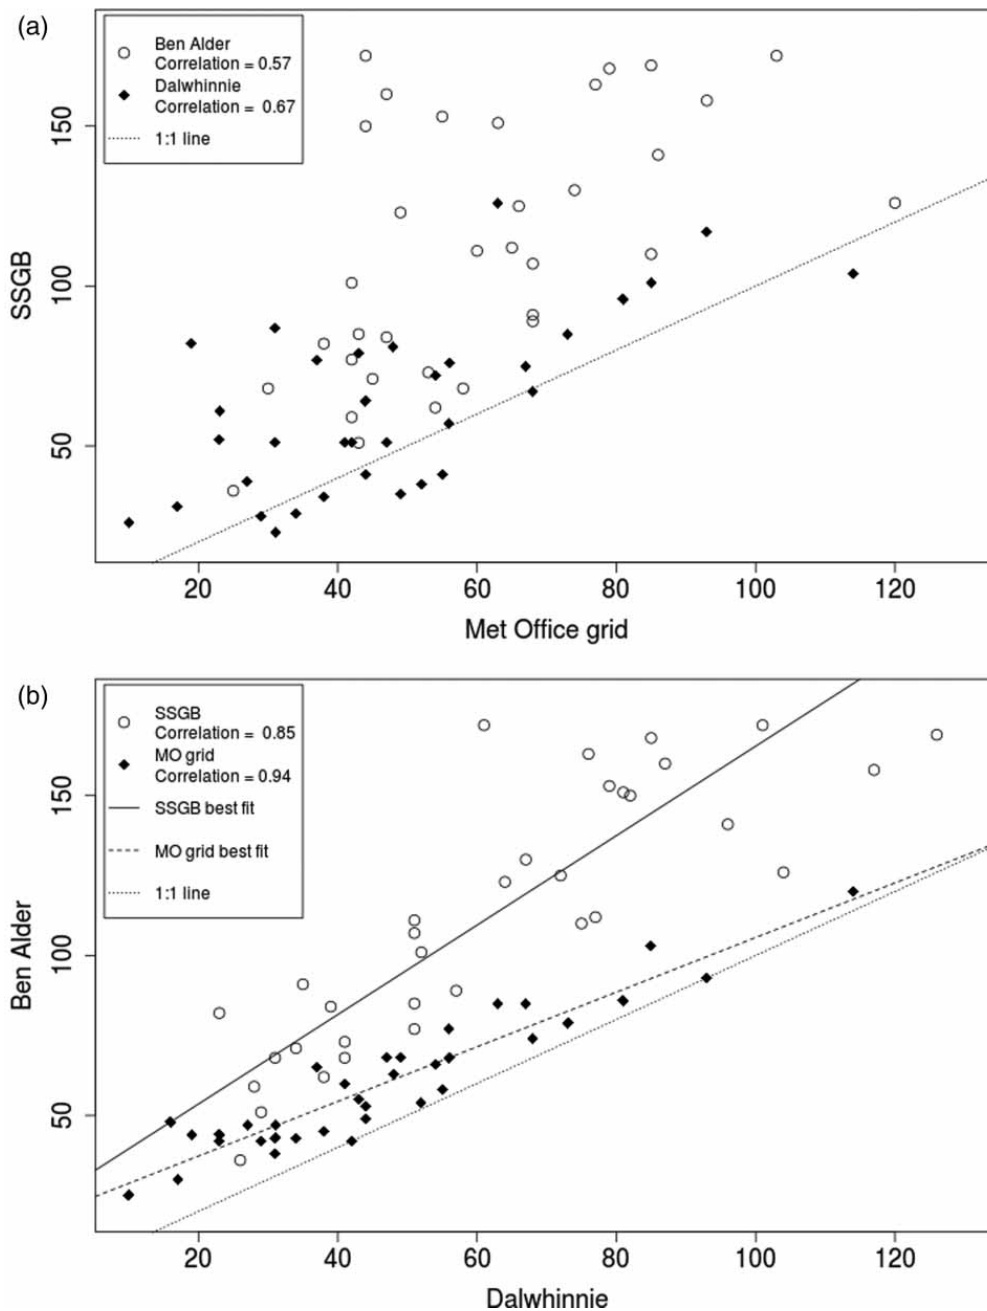 (a)
Ben Alder
Correlation = 0.57
Dalwhinnie
Correlation = 0.67
1:1 line
150
100
50
SSGB
20 40 60 80 100 120
Met Office grid
(b)
SSGB
Correlation = 0.85
MO grid
Correlation = 0.94
SSGB best fit
MO grid best fit
1:1 line
150
100
50
Ben Alder
20 40 60 80 100 120
Dalwhinnie